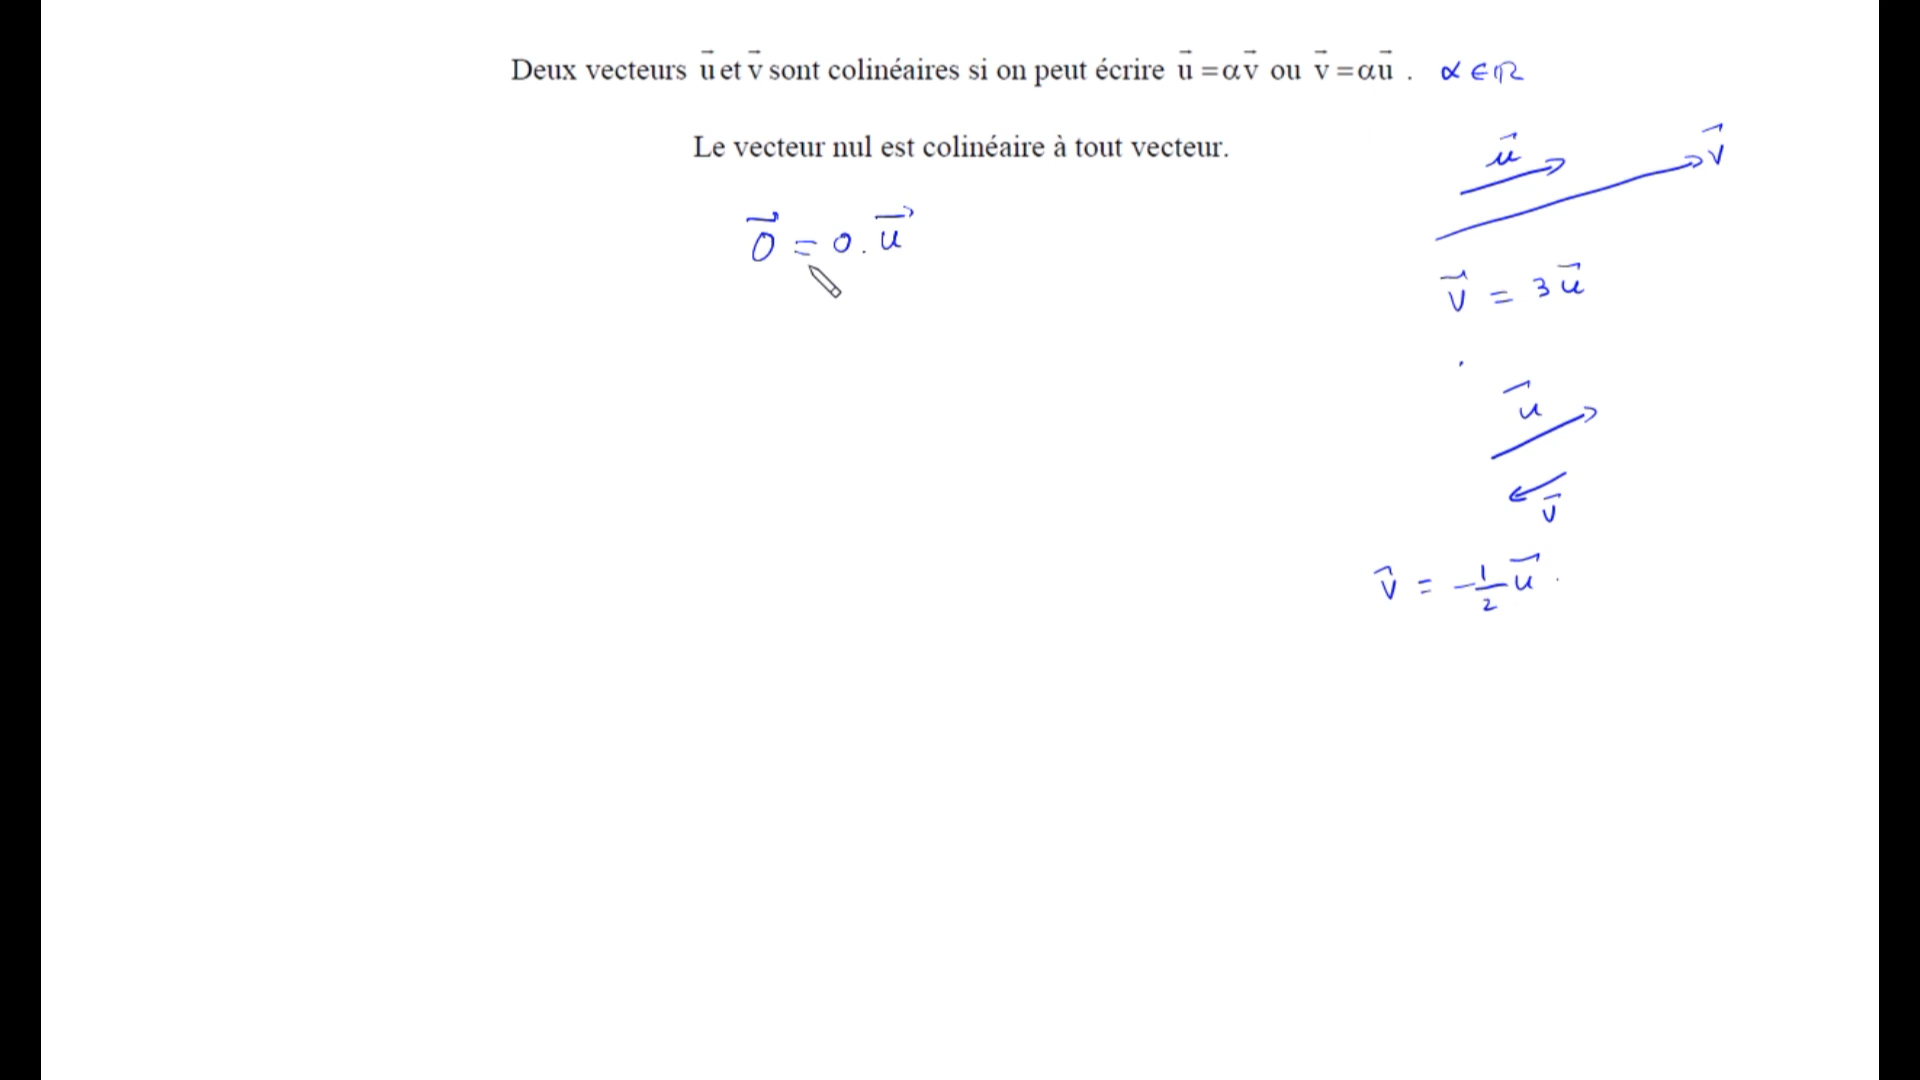 Deux vecteurs u⃗ et v⃗ sont colinéaires si on peut écrire u⃗ = αv⃗ ou v⃗ = αu⃗ . α ∈ ℝ
Le vecteur nul est colinéaire à tout vecteur.
u⃗
v⃗
0⃗ = 0 . u⃗
v⃗ = 3u⃗
u⃗
v⃗
v⃗ = -1/2 u⃗ .